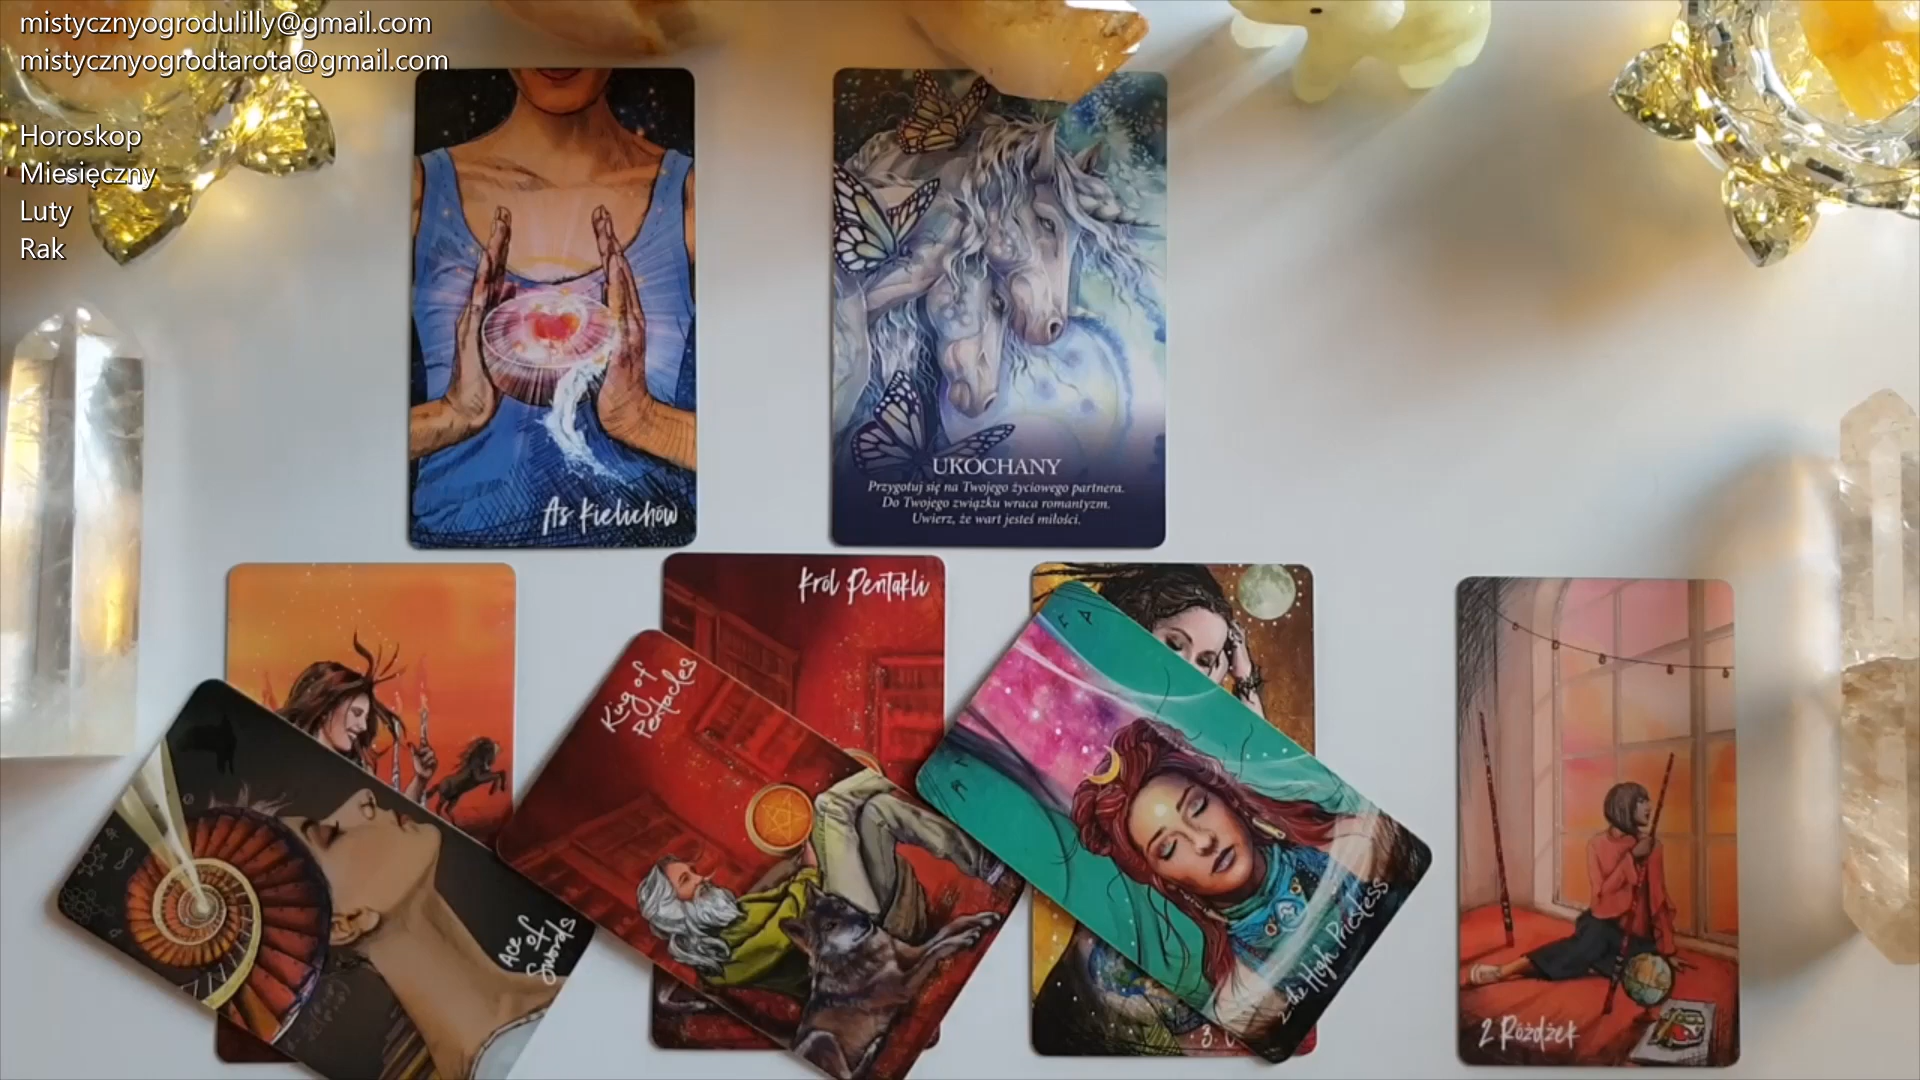 mistycznyogrodulilly@gmail.com
mistycznyogrodtarota@gmail.com
Horoskop
Miesięczny
Luty
Rak
As Kielichów
UKOCHANY
Przygotuj się na Twojego życiowego partnera.
Do Twojego związku wraca romantyzm.
Uwierz, że wart jesteś miłości.
Król Pentakli
King of
Pentacles
Ace of
Swords
2. the High Priestess
3.
2 Różdżek